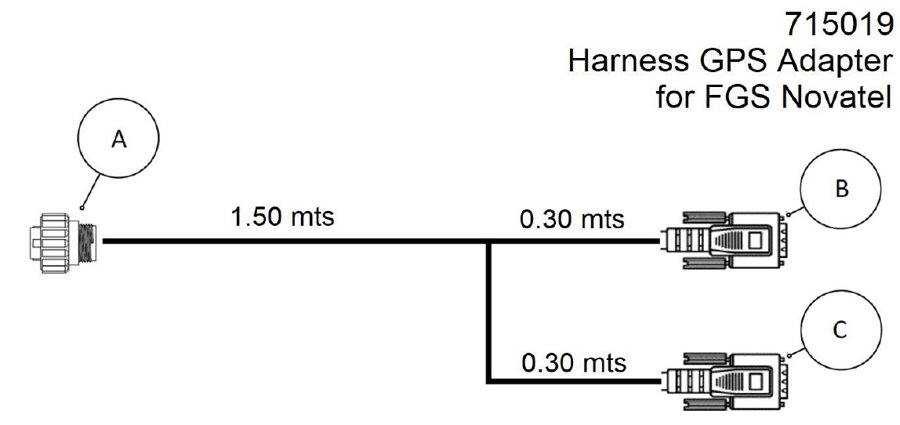 715019
Harness GPS Adapter
for FGS Novatel
A
B
1.50 mts
0.30 mts
C
0.30 mts